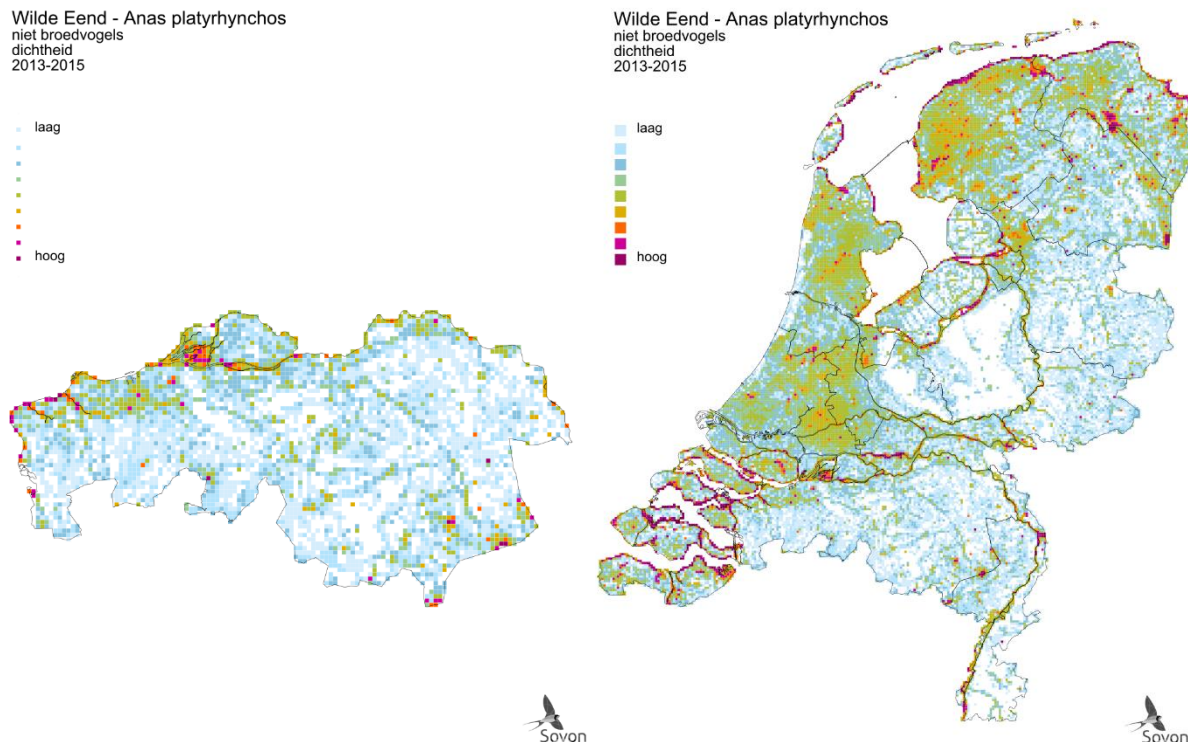 Wilde Eend - Anas platyrhynchos
niet broedvogels
dichtheid
2013-2015
laag
hoog
Sovon
Wilde Eend - Anas platyrhynchos
niet broedvogels
dichtheid
2013-2015
laag
hoog
Sovon